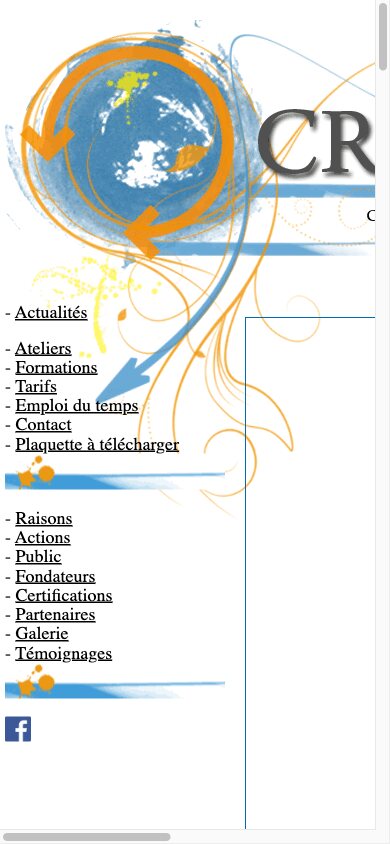 CR
C
- Actualités
- Ateliers
- Formations
- Tarifs
- Emploi du temps
- Contact
- Plaquette à télécharger
- Raisons
- Actions
- Public
- Fondateurs
- Certifications
- Partenaires
- Galerie
- Témoignages